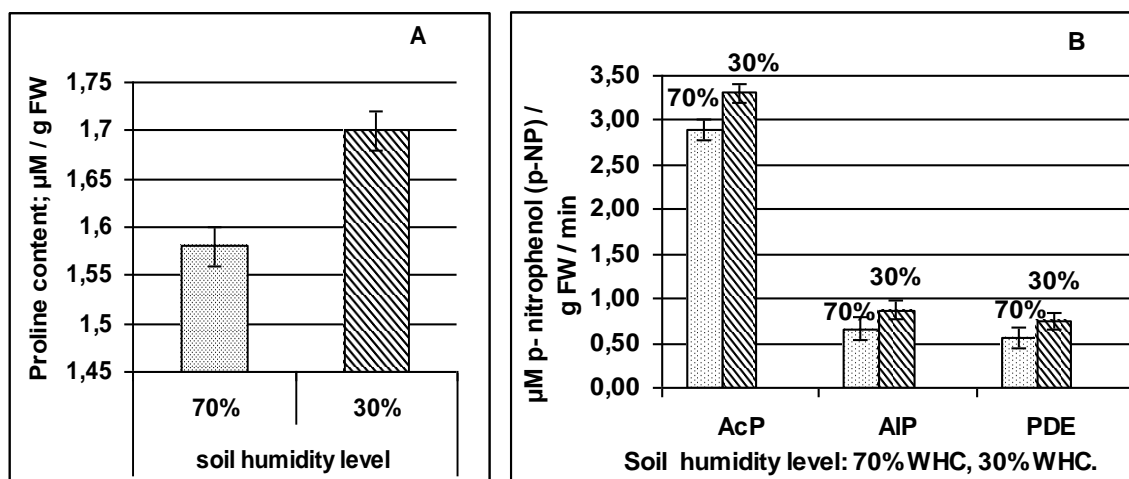 A
Proline content; µM / g FW
1,75
1,7
1,65
1,6
1,55
1,5
1,45
70%
30%
soil humidity level
B
µM p- nitrophenol (p-NP) /
g FW / min
3,50
3,00
2,50
2,00
1,50
1,00
0,50
0,00
70%
30%
70%
30%
70%
30%
AcP
AlP
PDE
Soil humidity level: 70% WHC, 30% WHC.